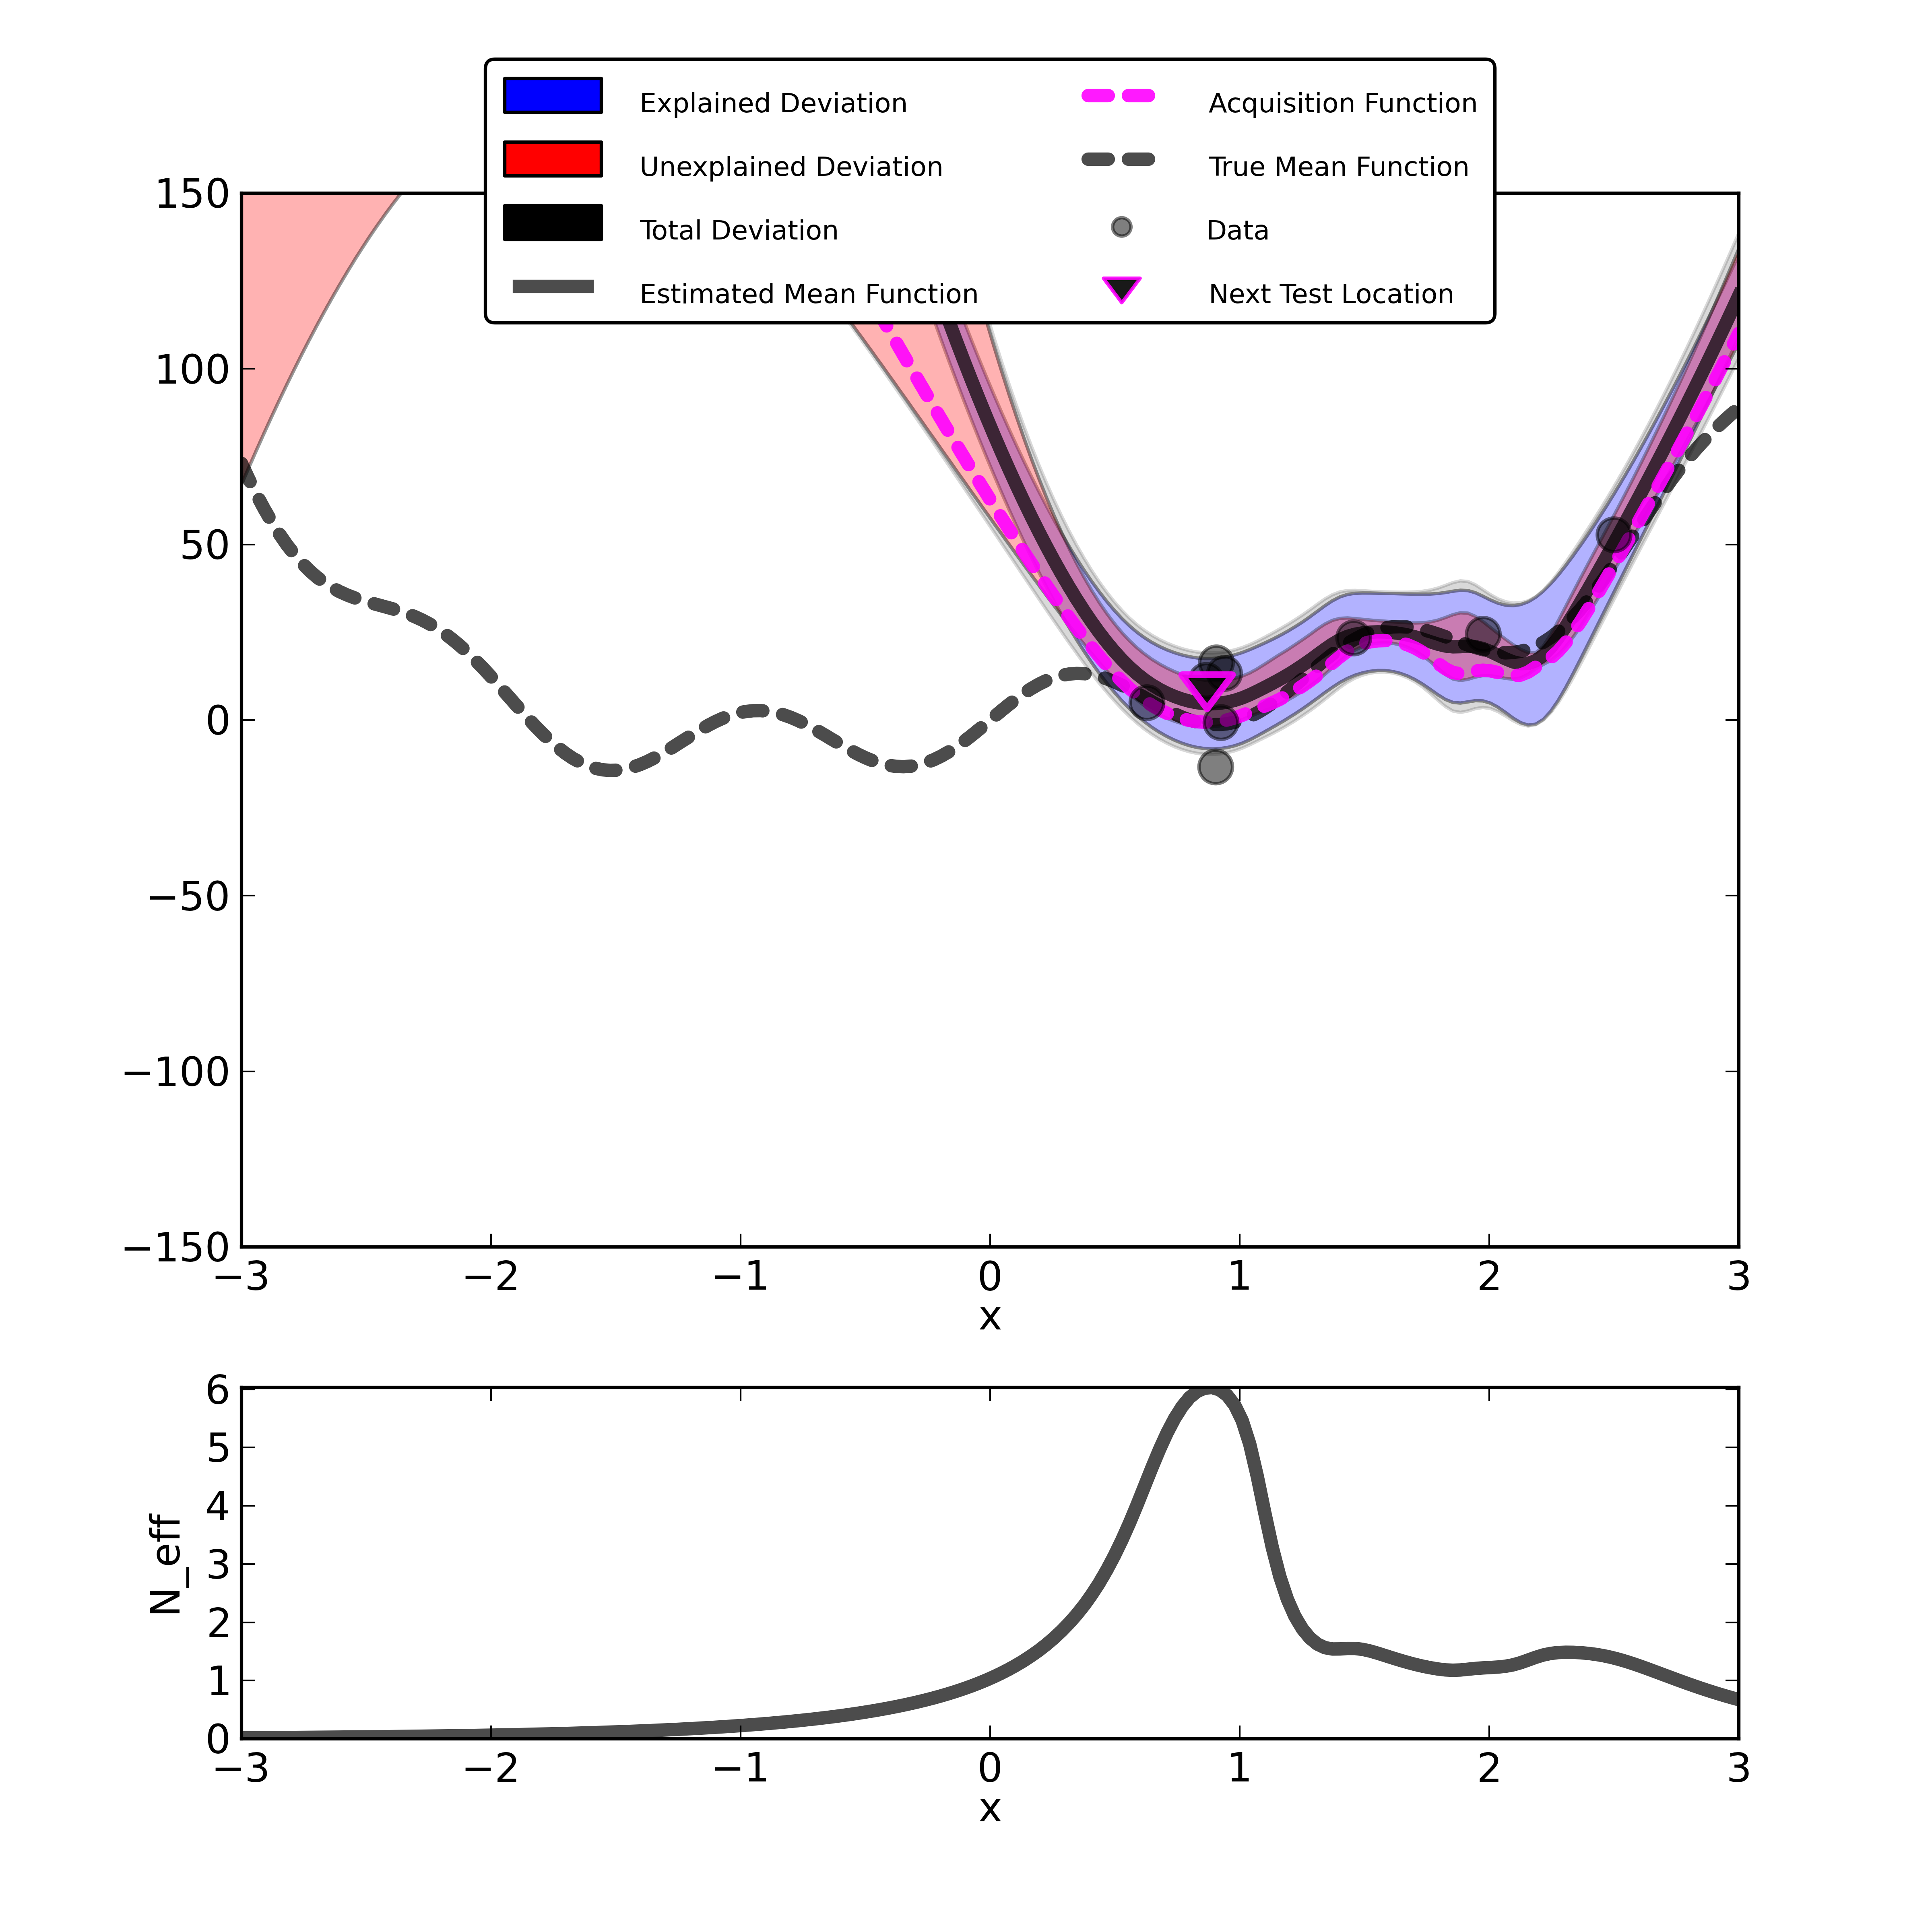 Explained Deviation
Unexplained Deviation
Total Deviation
Estimated Mean Function
Acquisition Function
True Mean Function
Data
Next Test Location
150
100
50
0
−50
−100
−150
−3 −2 −1 0 1 2 3
x
6
5
4
3
2
1
0
N_eff
−3 −2 −1 0 1 2 3
x